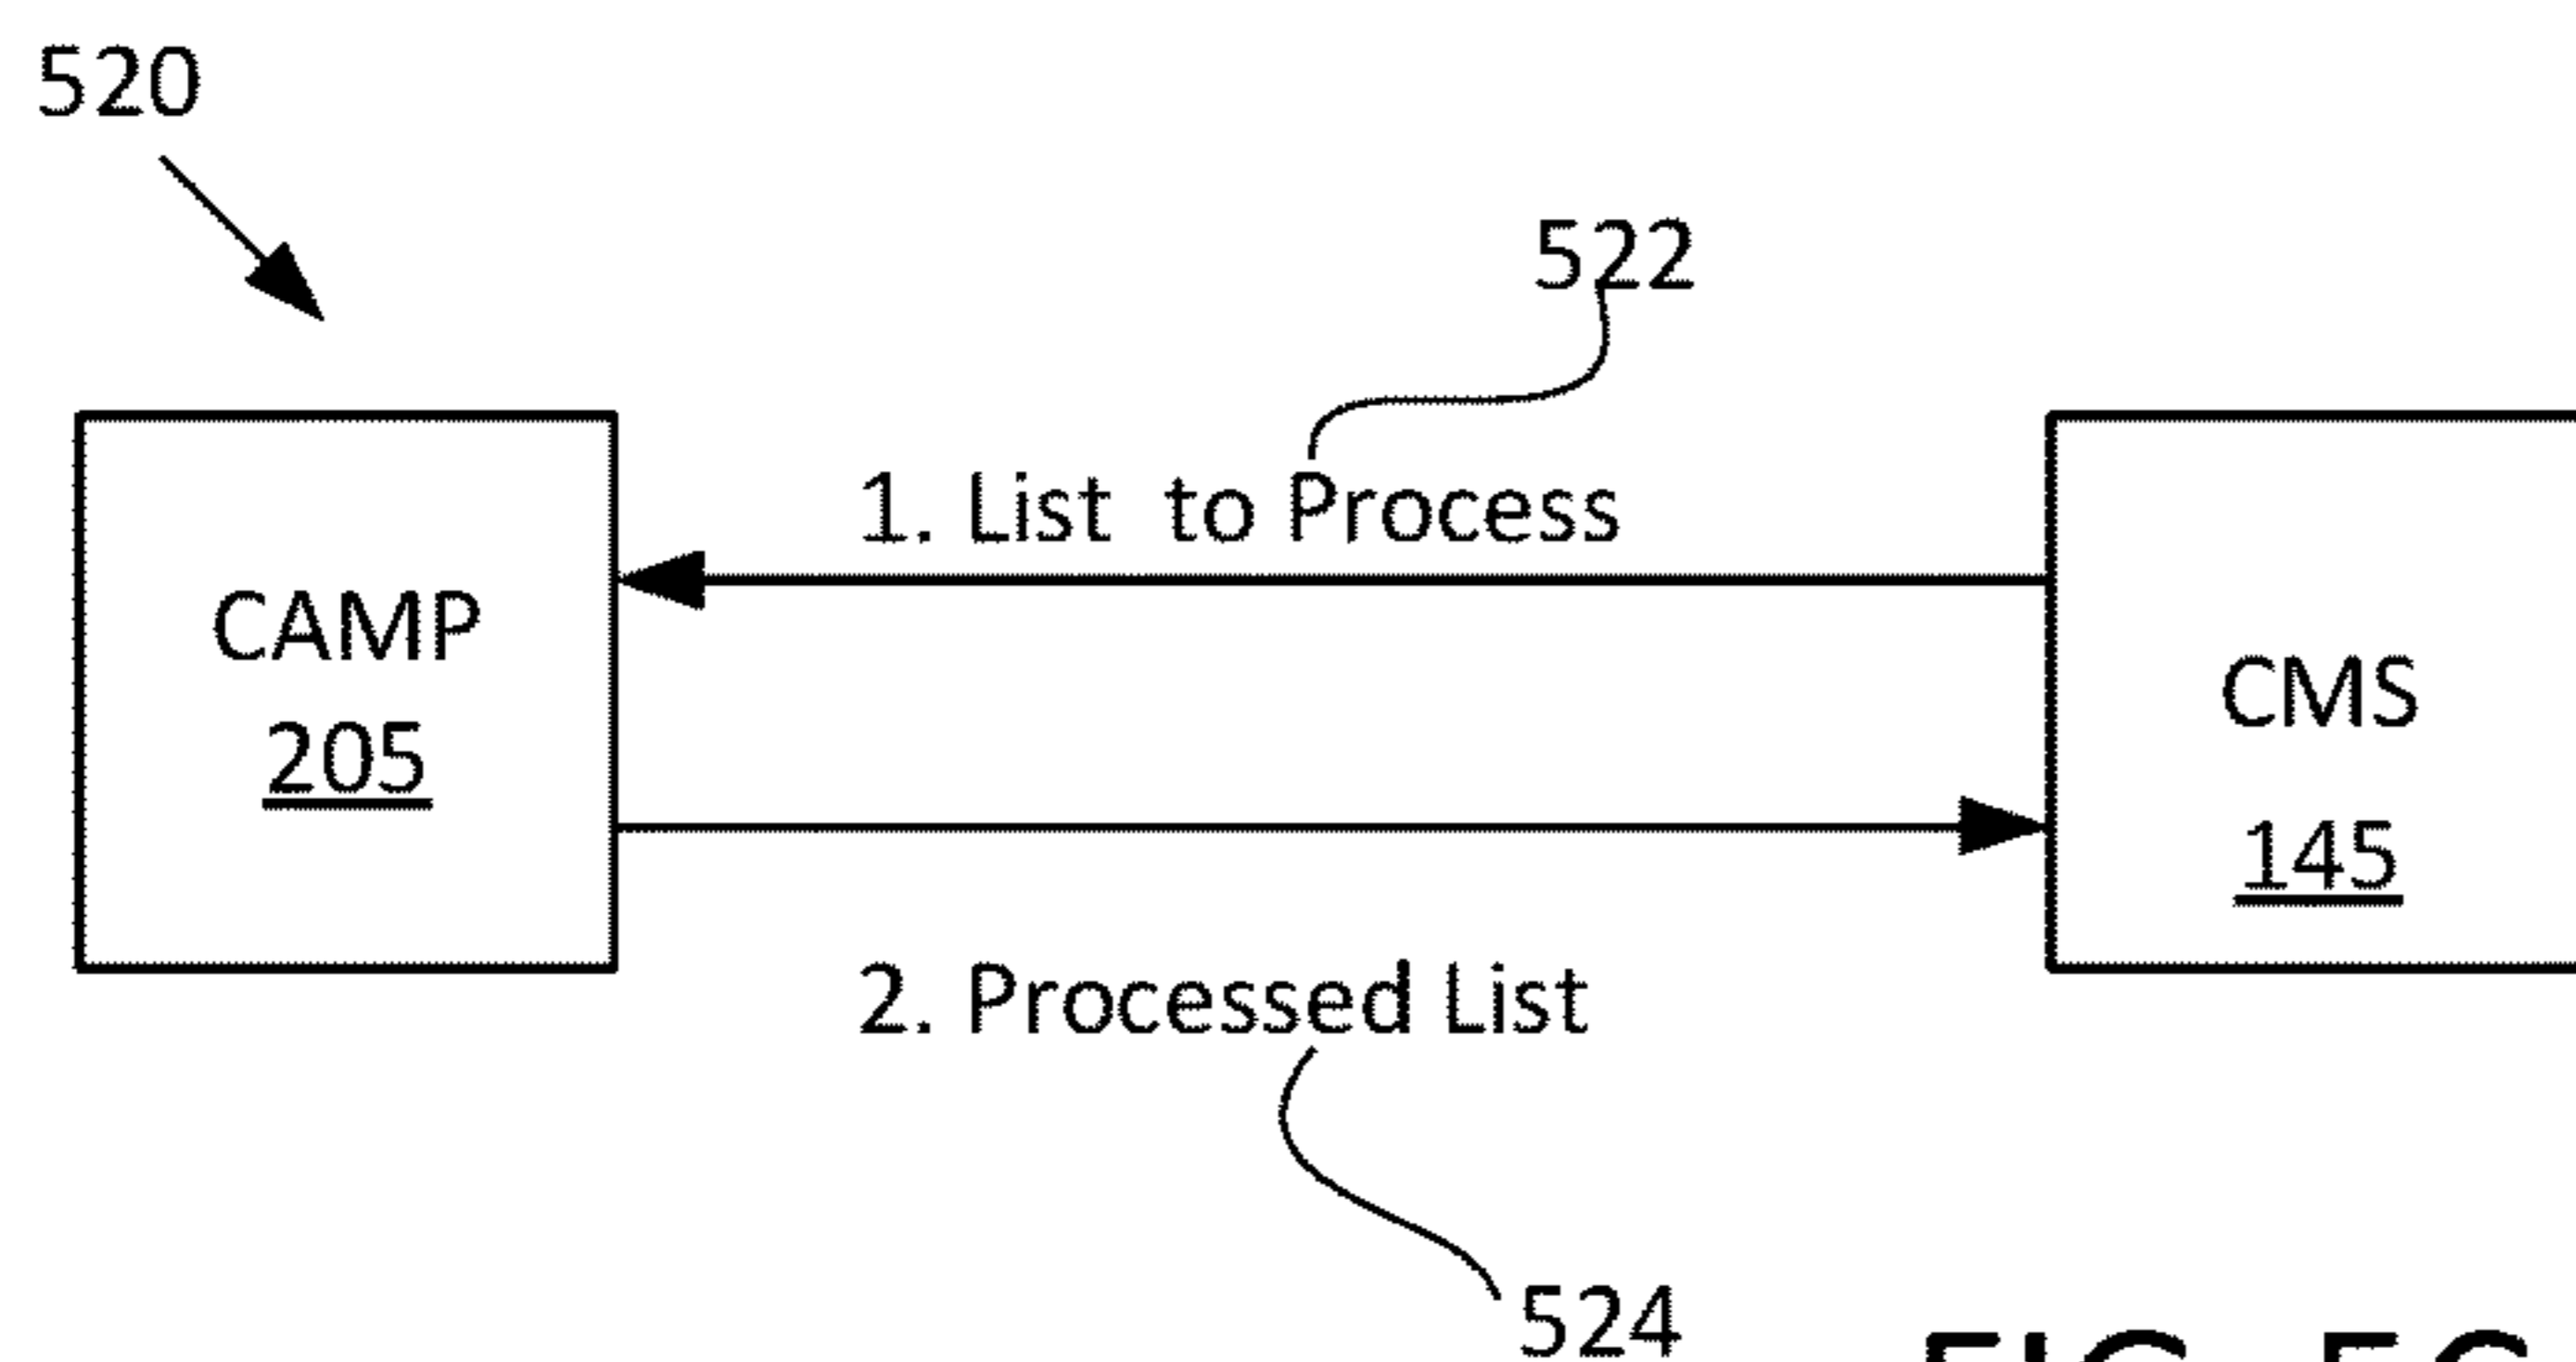 520
522
1. List to Process
CAMP
205
CMS
145
2. Processed List
524